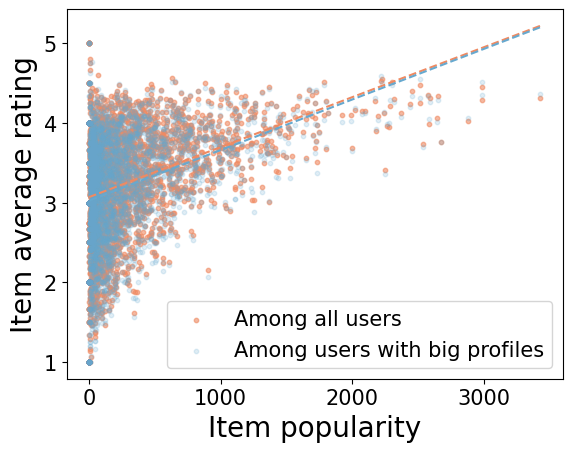 5
4
3
2
1
Item average rating
Among all users
Among users with big profiles
0 1000 2000 3000
Item popularity